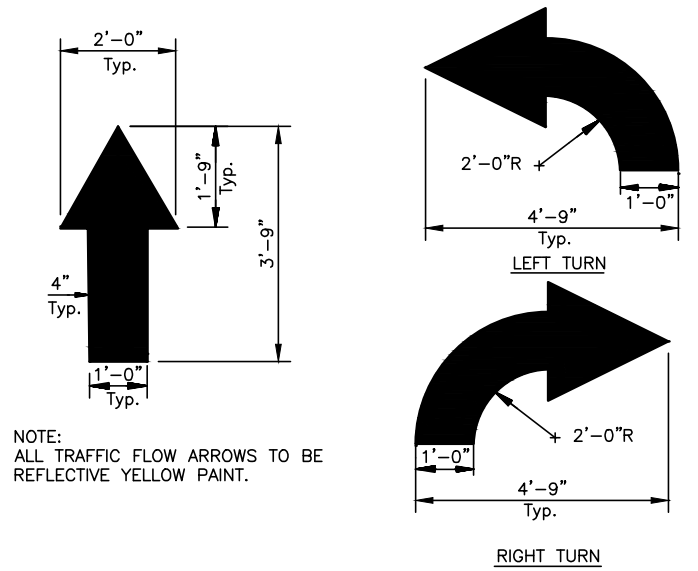 2'-0"
Typ.
1'-9"
Typ.
3'-9"
4"
Typ.
1'-0"
Typ.
NOTE:
ALL TRAFFIC FLOW ARROWS TO BE
REFLECTIVE YELLOW PAINT.
2'-0"R
1'-0"
4'-9"
Typ.
LEFT TURN
2'-0"R
1'-0"
4'-9"
Typ.
RIGHT TURN